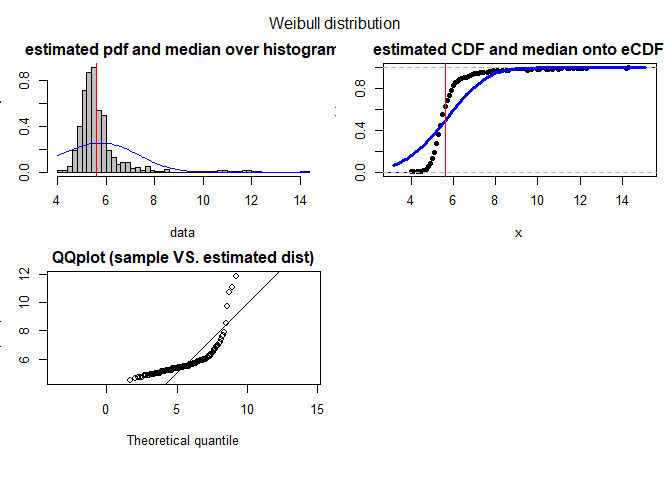 Weibull distribution
estimated pdf and median over histogram
0.8
0.4
0.0
4 6 8 10 12 14
data
estimated CDF and median onto eCDF
0.8
0.4
0.0
4 6 8 10 12 14
x
QQplot (sample VS. estimated dist)
12
10
8
6
0 5 10 15
Theoretical quantile